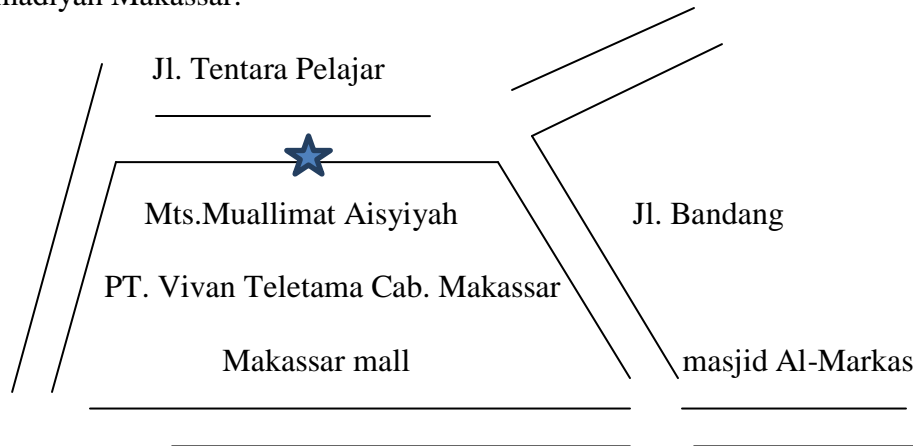 Makassar.
Jl. Tentara Pelajar
Mts.Muallimat Aisyiyah
Jl. Bandang
PT. Vivan Teletama Cab. Makassar
Makassar mall
masjid Al-Markas